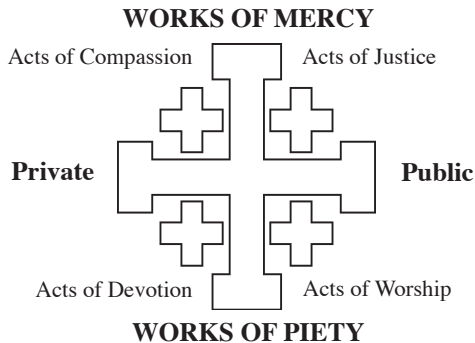 WORKS OF MERCY
Acts of Compassion
Acts of Justice
Private
Public
Acts of Devotion
Acts of Worship
WORKS OF PIETY